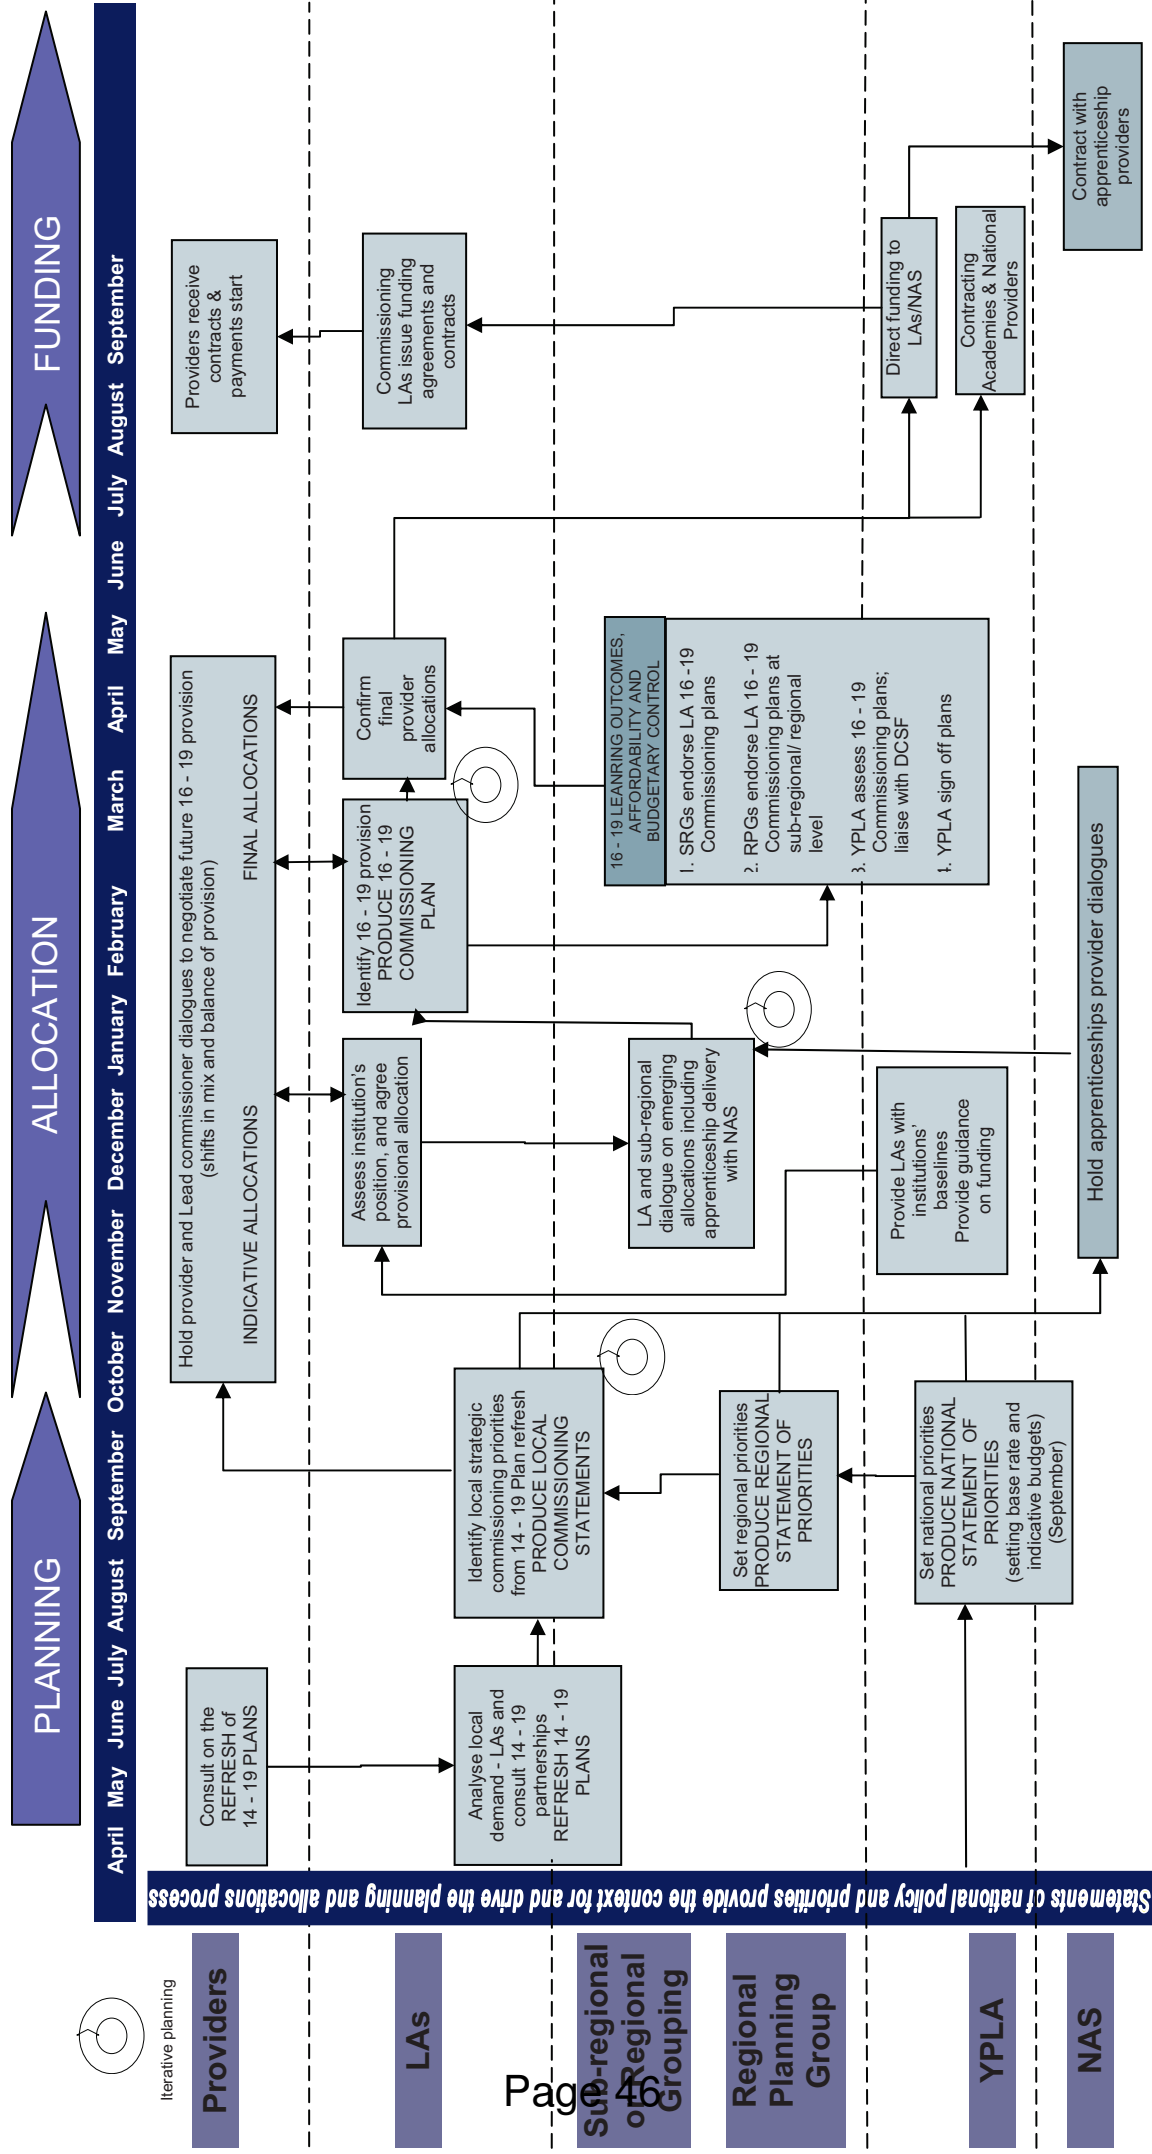 PLANNING
ALLOCATION
FUNDING
April May June July August September October November December January February March April May June July August September
Statements of national policy and priorities provide the context for and drive the planning and allocations process
Iterative planning
Providers
LAs
Sub-regional
or Regional
Grouping
Regional
Planning
Group
YPLA
NAS
Consult on the
REFRESH of
14 - 19 PLANS
Hold provider and Lead commissioner dialogues to negotiate future 16 - 19 provision
(shifts in mix and balance of provision)
INDICATIVE ALLOCATIONS
FINAL ALLOCATIONS
Providers receive
contracts &
payments start
Analyse local
demand - LAs and
consult 14 - 19
partnerships
REFRESH 14 - 19
PLANS
Identify local strategic
commissioning priorities
from 14 - 19 Plan refresh
PRODUCE LOCAL
COMMISSIONING
STATEMENTS
Assess institution's
position, and agree
provisional allocation
Identify 16 - 19 provision
PRODUCE 16 - 19
COMMISSIONING
PLAN
Confirm
final
provider
allocations
Commissioning
LAs issue funding
agreements and
contracts
LA and sub-regional
dialogue on emerging
allocations including
apprenticeship delivery
with NAS
16 - 19 LEANRING OUTCOMES,
AFFORDABILITY AND
BUDGETARY CONTROL
1. SRGs endorse LA 16 -19
Commissioning plans
2. RPGs endorse LA 16 - 19
Commissioning plans at
sub-regional/ regional
level
3. YPLA assess 16 - 19
Commissioning plans;
liaise with DCSF
4. YPLA sign off plans
Set regional priorities
PRODUCE REGIONAL
STATEMENT OF
PRIORITIES
Set national priorities
PRODUCE NATIONAL
STATEMENT OF
PRIORITIES
(setting base rate and
indicative budgets)
(September)
Provide LAs with
institutions'
baselines
Provide guidance
on funding
Direct funding to
LAs/NAS
Contracting
Academies & National
Providers
Hold apprenticeships provider dialogues
Contract with
apprenticeship
providers
Page 46